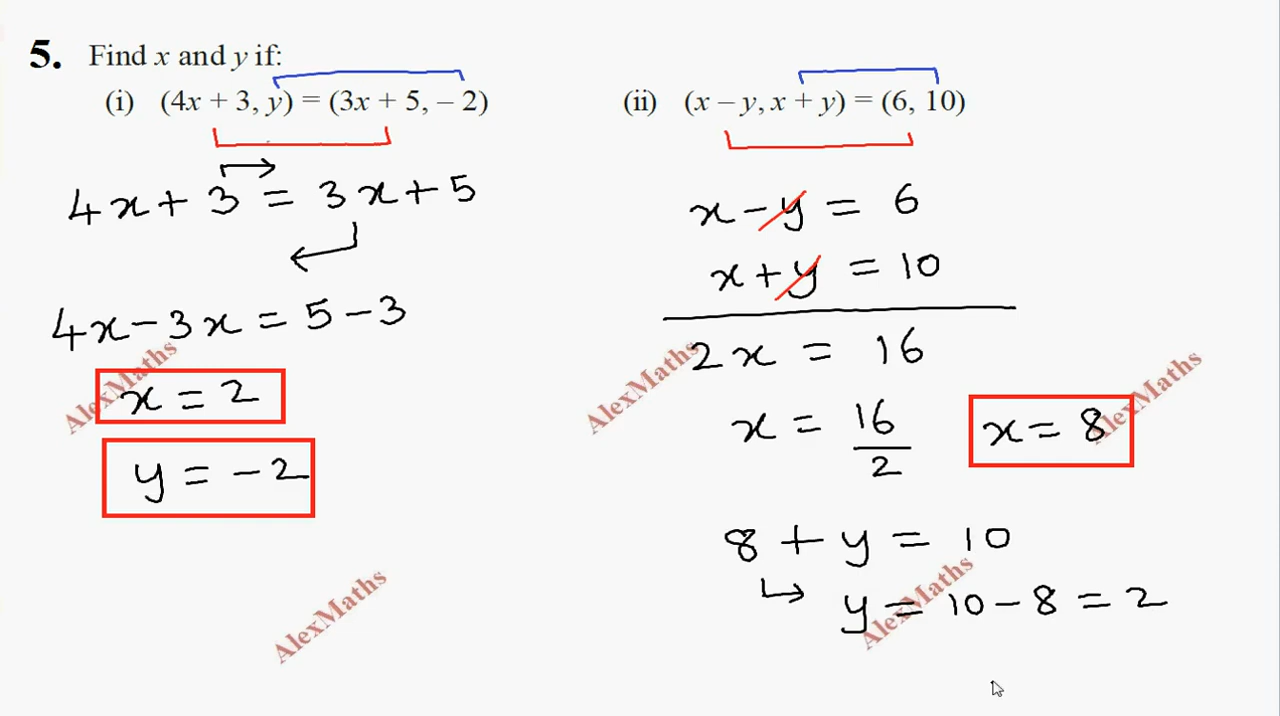 5. Find x and y if:
(i) (4x + 3, y) = (3x + 5, – 2)
4x + 3 = 3x + 5
4x – 3x = 5 – 3
x = 2
y = – 2
(ii) (x – y, x + y) = (6, 10)
x – y = 6
x + y = 10
2x = 16
x = 16/2
x = 8
8 + y = 10
y = 10 – 8 = 2
AlexMaths
AlexMaths
AlexMaths
AlexMaths
AlexMaths